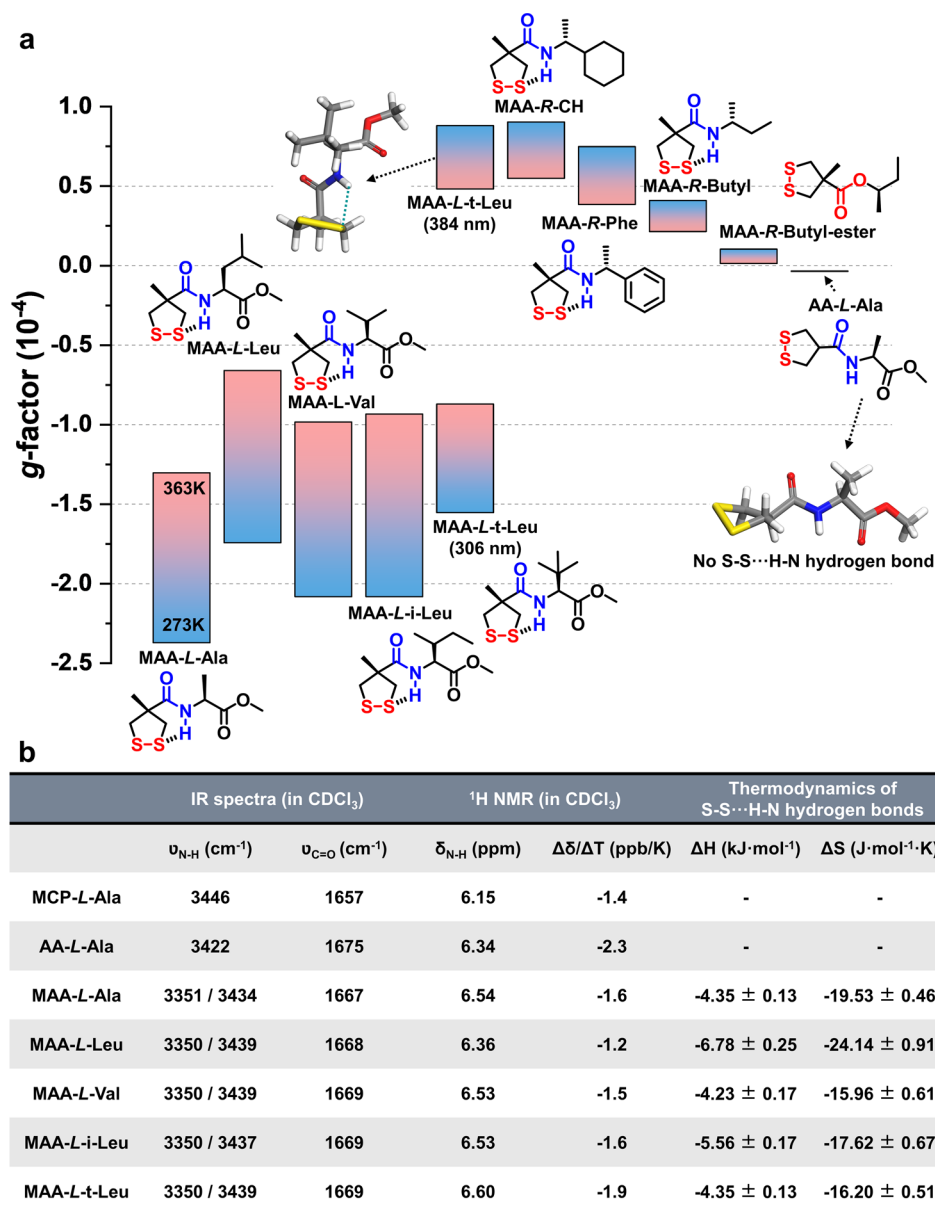 a
g-factor (10-4)
1.0
0.5
0.0
-0.5
-1.0
-1.5
-2.0
-2.5
O
N
H
S-S
MAA-R-CH
O
O
MAA-L-t-Leu
(384 nm)
O
N
H
S-S
MAA-R-Butyl
MAA-R-Phe
S
S
O
O
MAA-R-Butyl-ester
O
N
H
S-S
AA-L-Ala
S
S
O
N
H
O
O
No S-S···H-N hydrogen bond
O
N
H
O
O
S-S
MAA-L-Leu
O
N
H
O
O
S-S
MAA-L-Val
363K
273K
MAA-L-Ala
O
N
H
O
O
S-S
MAA-L-i-Leu
O
N
H
O
O
S-S
MAA-L-t-Leu
(306 nm)
O
N
H
O
O
S-S
b
IR spectra (in CDCl3) 1H NMR (in CDCl3) Thermodynamics of
S-S···H-N hydrogen bonds
υN-H (cm-1) υC=O (cm-1) δN-H (ppm) Δδ/ΔT (ppb/K) ΔH (kJ·mol-1) ΔS (J·mol-1·K)
MCP-L-Ala 3446 1657 6.15 -1.4 - -
AA-L-Ala 3422 1675 6.34 -2.3 - -
MAA-L-Ala 3351 / 3434 1667 6.54 -1.6 -4.35 ± 0.13 -19.53 ± 0.46
MAA-L-Leu 3350 / 3439 1668 6.36 -1.2 -6.78 ± 0.25 -24.14 ± 0.91
MAA-L-Val 3350 / 3439 1669 6.53 -1.5 -4.23 ± 0.17 -15.96 ± 0.61
MAA-L-i-Leu 3350 / 3437 1669 6.53 -1.6 -5.56 ± 0.17 -17.62 ± 0.67
MAA-L-t-Leu 3350 / 3439 1669 6.60 -1.9 -4.35 ± 0.13 -16.20 ± 0.51